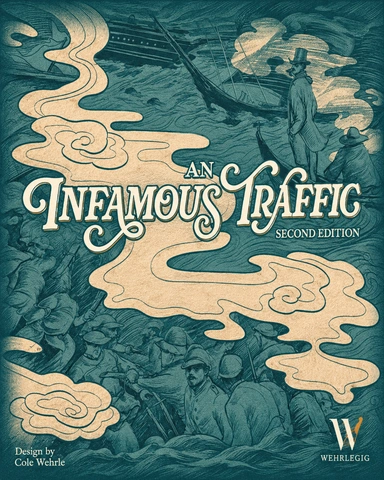 AN
INFAMOUS TRAFFIC
SECOND EDITION
Design by
Cole Wehrle
W
WEHRLEGIG